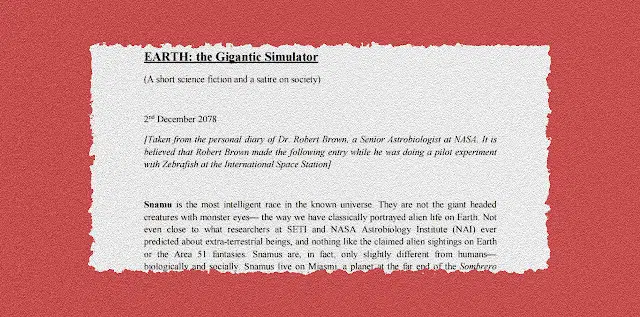 EARTH: the Gigantic Simulator
(A short science fiction and a satire on society)
2nd December 2078
[Taken from the personal diary of Dr. Robert Brown, a Senior Astrobiologist at NASA. It is
believed that Robert Brown made the following entry while he was doing a pilot experiment
with Zebrafish at the International Space Station]
Snamu is the most intelligent race in the known universe. They are not the giant headed
creatures with monster eyes— the way we have classically portrayed alien life on Earth. Not
even close to what researchers at SETI and NASA Astrobiology Institute (NAI) ever
predicted about extra-terrestrial beings, and nothing like the claimed alien sightings on Earth
or the Area 51 fantasies. Snamus are, in fact, only slightly different from humans—
biologically and socially. Snamus live on Miasmi, a planet at the far end of the Sombrero